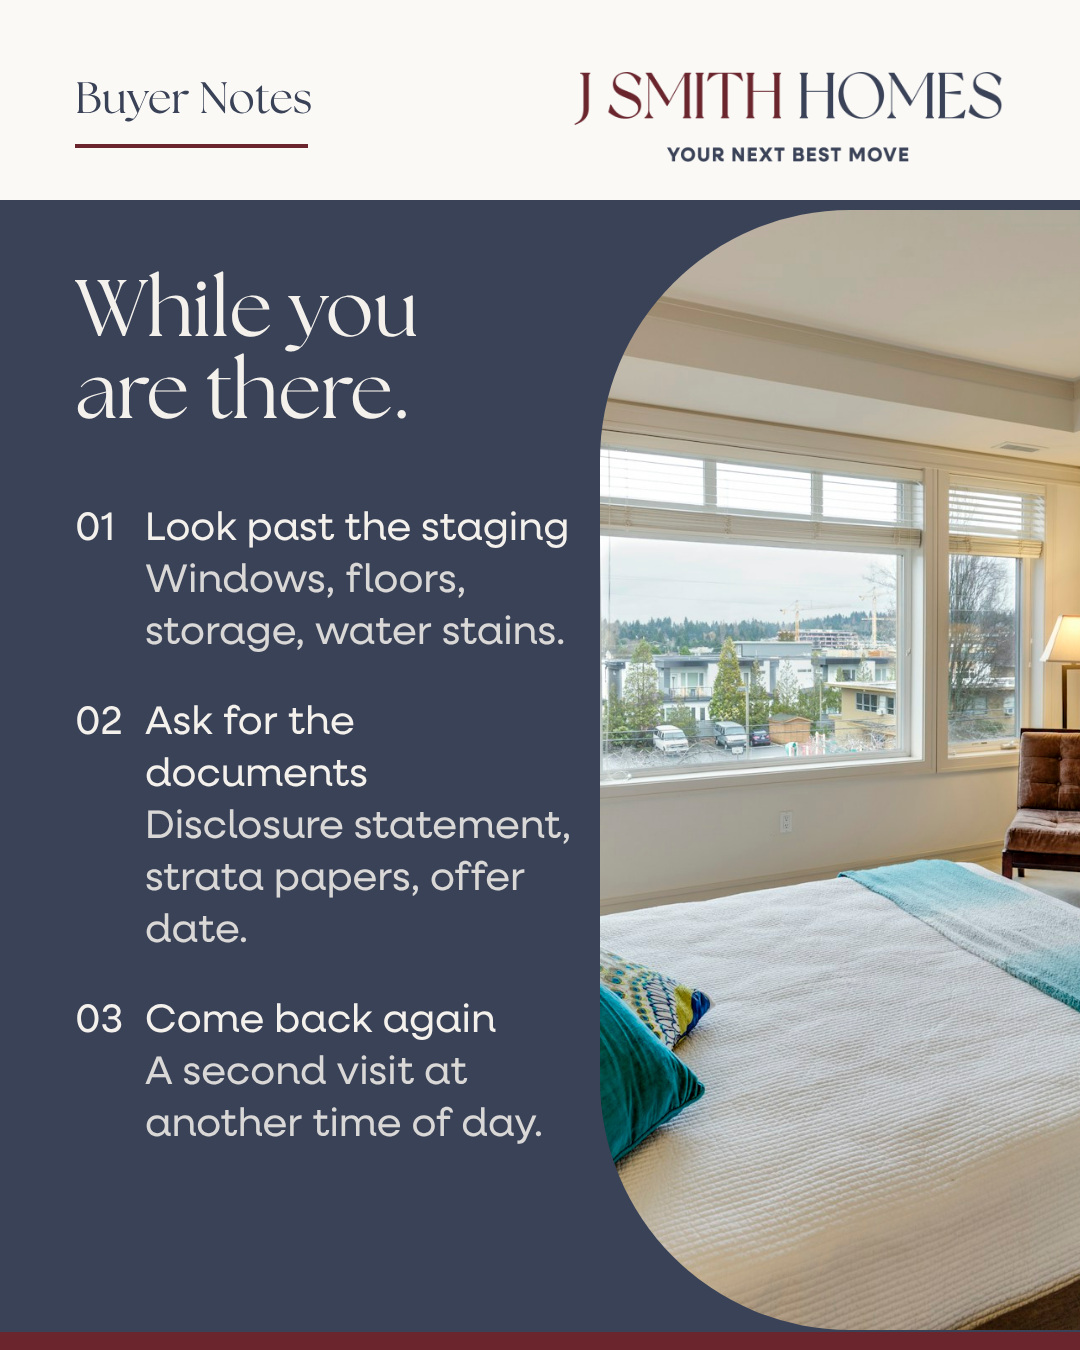 Buyer Notes
J SMITH HOMES
YOUR NEXT BEST MOVE
While you
are there.
01 Look past the staging
Windows, floors,
storage, water stains.
02 Ask for the
documents
Disclosure statement,
strata papers, offer
date.
03 Come back again
A second visit at
another time of day.